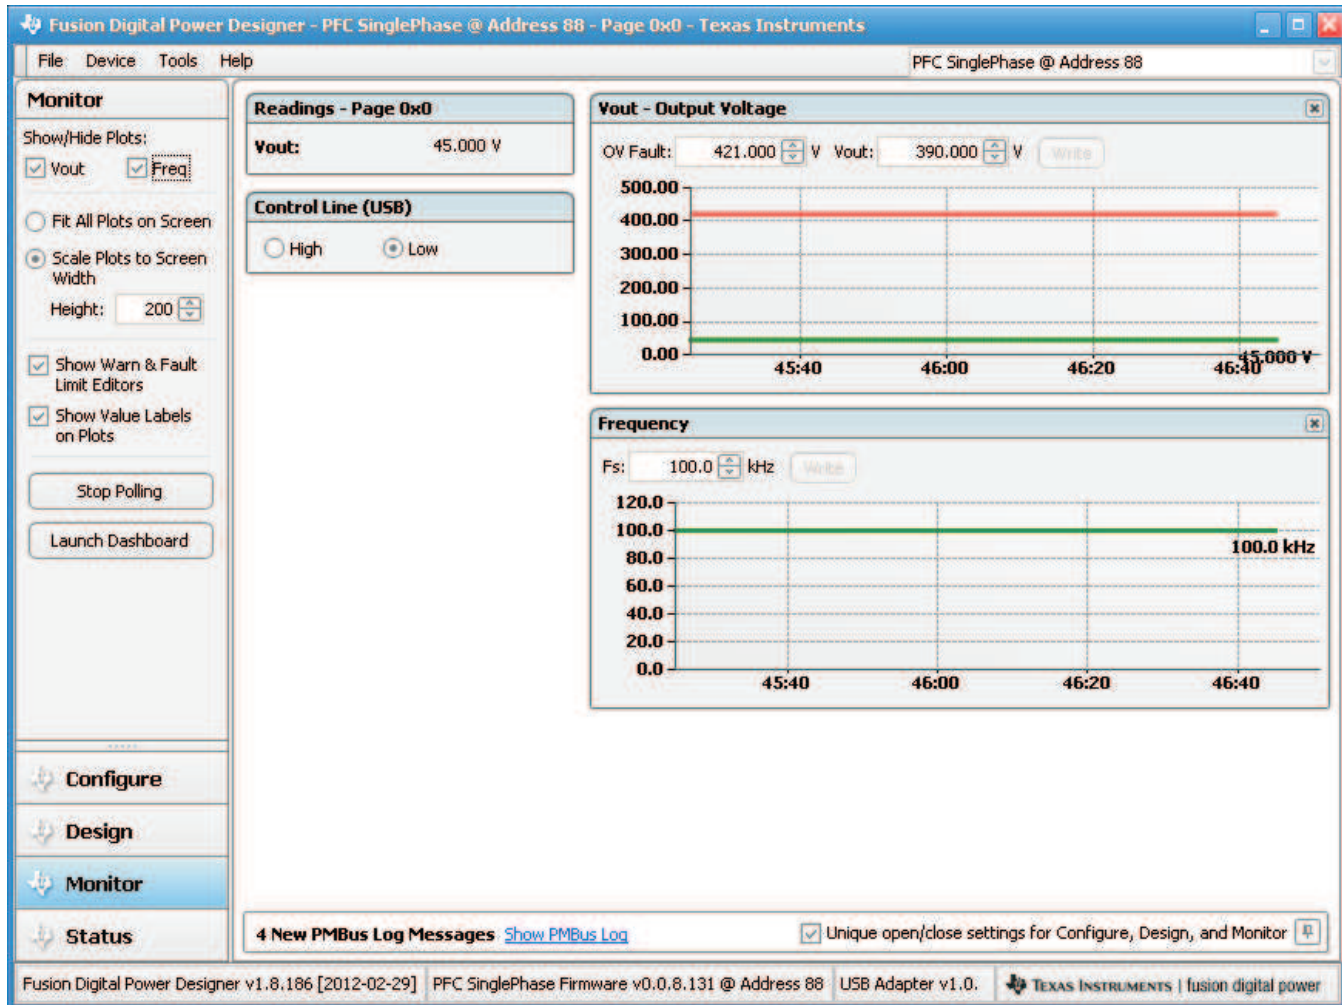 Fusion Digital Power Designer - PFC SinglePhase @ Address 88 - Page 0x0 - Texas Instruments
File Device Tools Help
PFC SinglePhase @ Address 88
Monitor
Show/Hide Plots:
Vout Freq
Fit All Plots on Screen
Scale Plots to Screen
Width
Height: 200
Show Warn & Fault
Limit Editors
Show Value Labels
on Plots
Stop Polling
Launch Dashboard
Configure
Design
Monitor
Status
Readings - Page 0x0
Vout: 45.000 V
Control Line (USB)
High Low
Vout - Output Voltage
OV Fault: 421.000 V Vout: 390.000 V Write
500.00
400.00
300.00
200.00
100.00
0.00
45:40 46:00 46:20 46:40
45.000 V
Frequency
Fs: 100.0 kHz Write
120.0
100.0
80.0
60.0
40.0
20.0
0.0
100.0 kHz
45:40 46:00 46:20 46:40
4 New PMBus Log Messages Show PMBus Log
Unique open/close settings for Configure, Design, and Monitor
Fusion Digital Power Designer v1.8.186 [2012-02-29] PFC SinglePhase Firmware v0.0.8.131 @ Address 88 USB Adapter v1.0. TEXAS INSTRUMENTS | fusion digital power